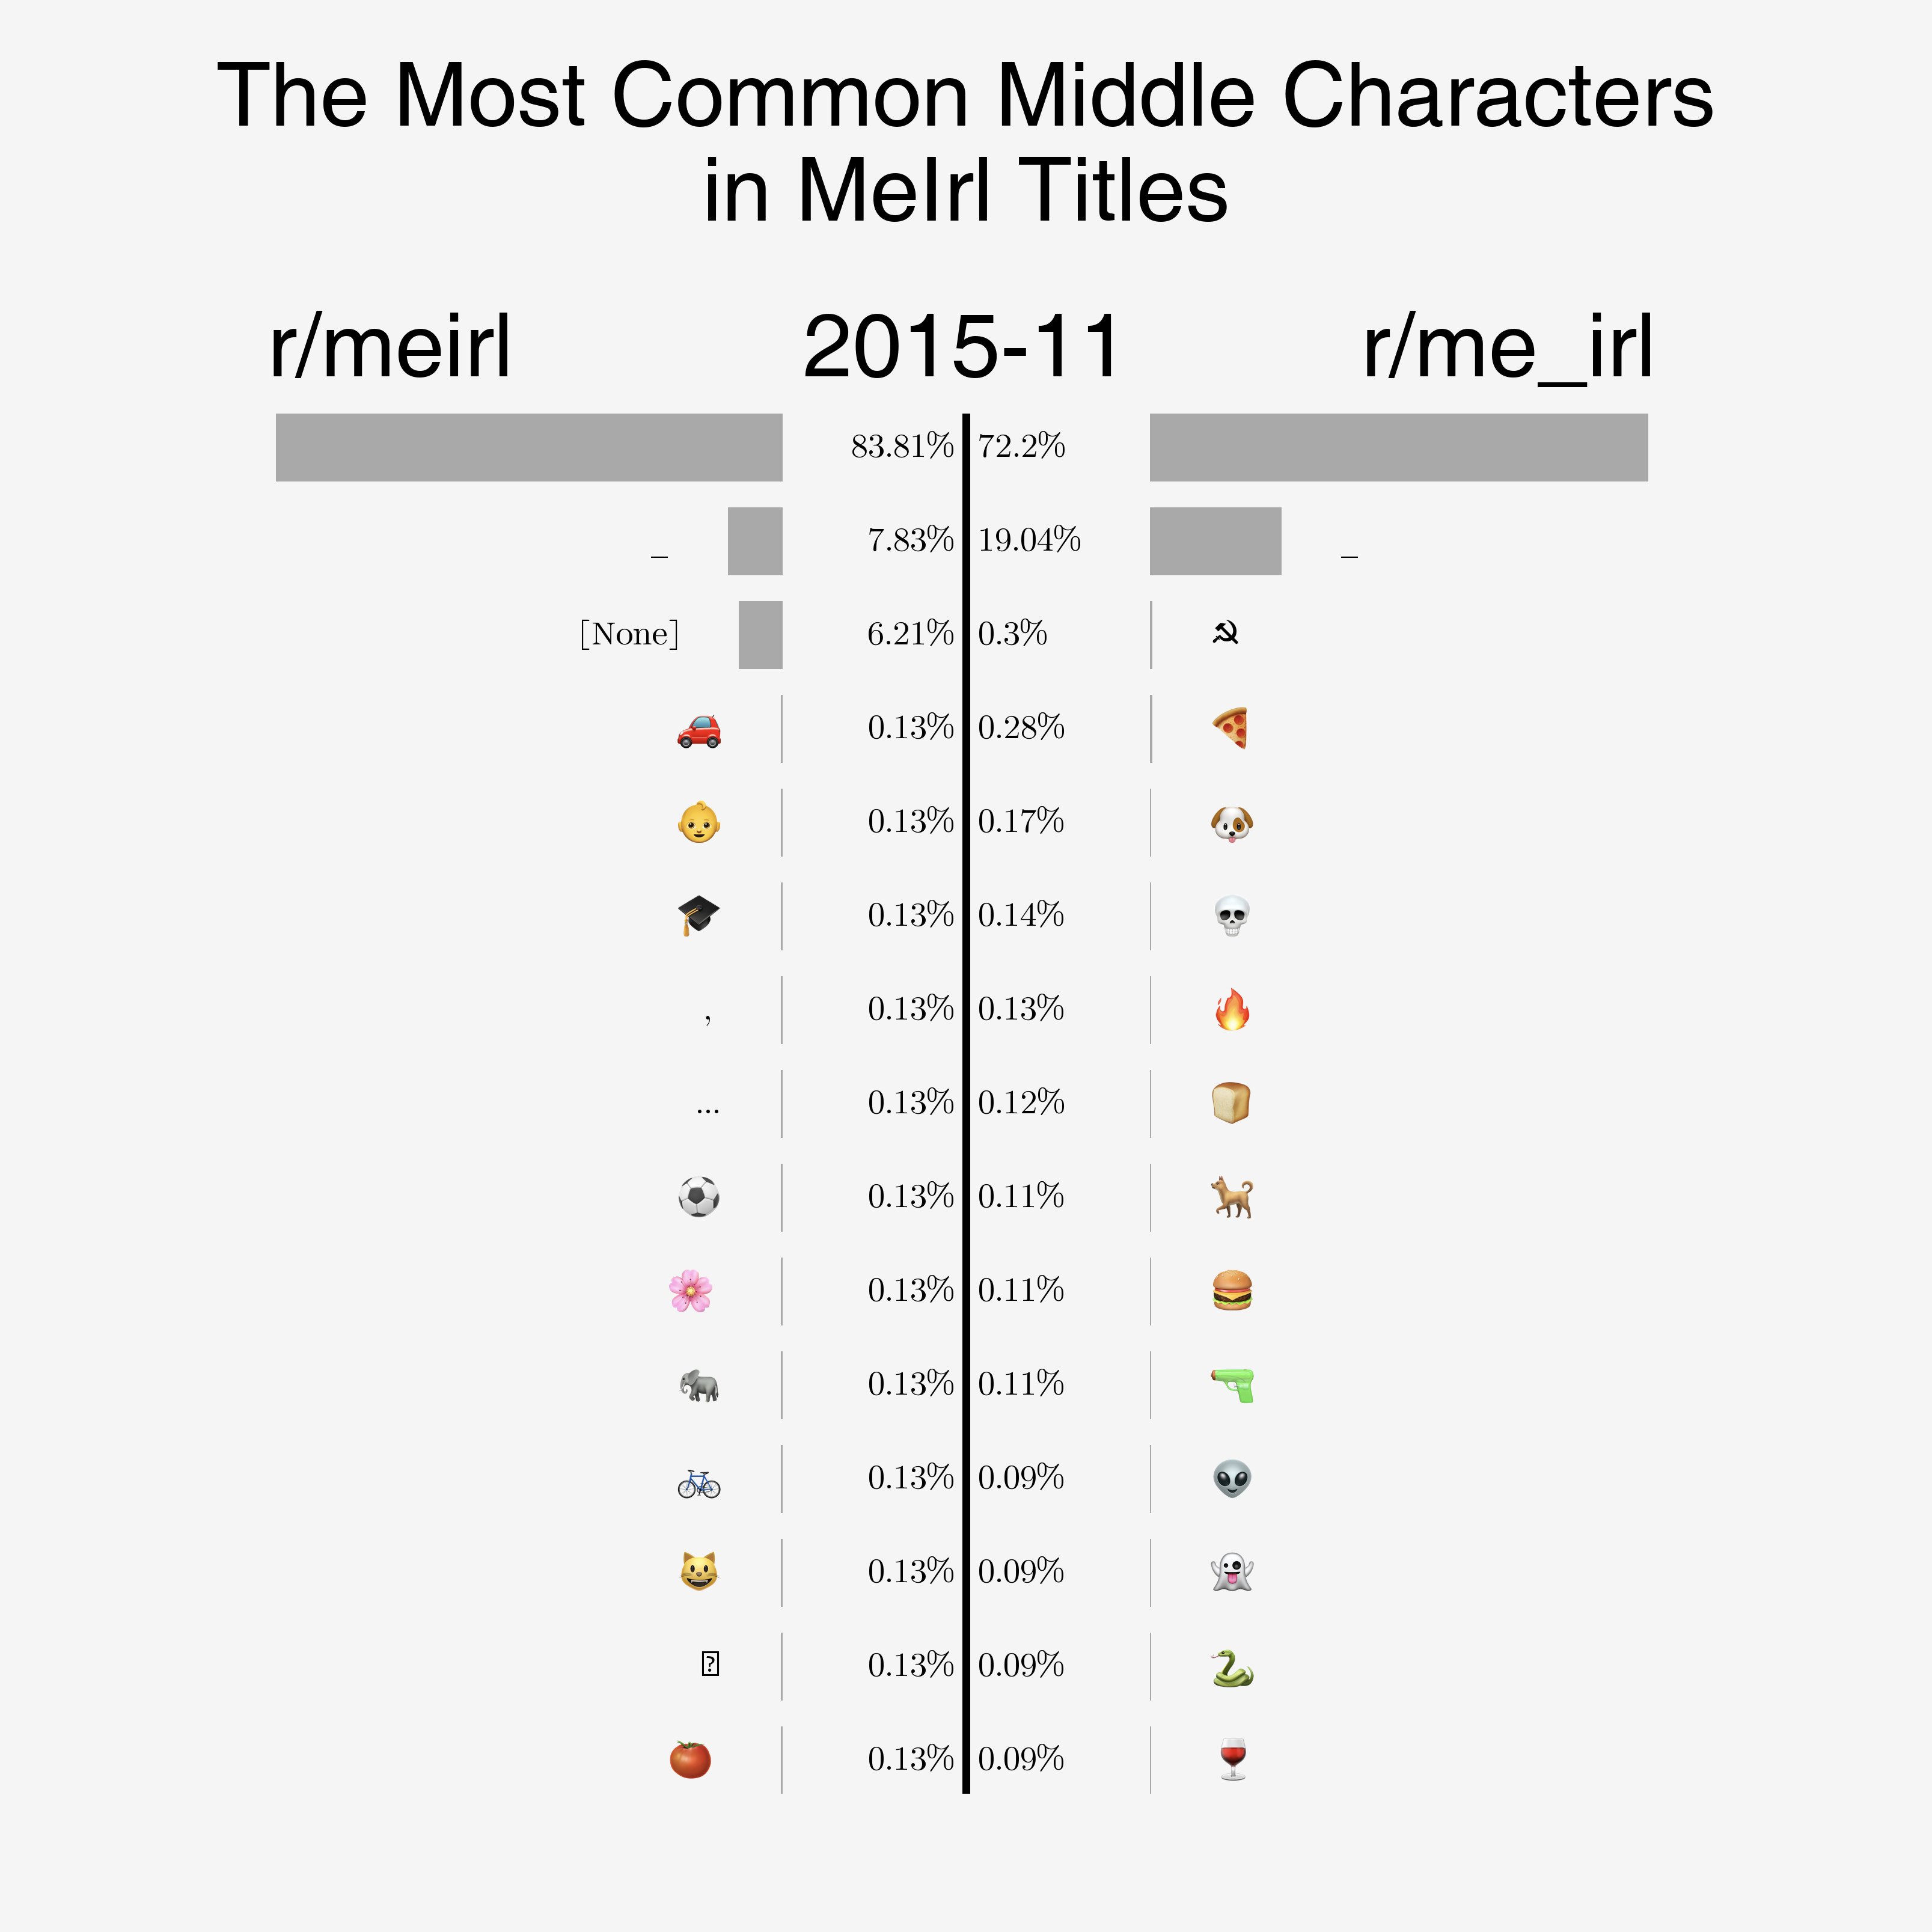 The Most Common Middle Characters
in MeIrl Titles
r/meirl 2015-11 r/me_irl
83.81% 72.2%
_ 7.83% 19.04% _
[None] 6.21% 0.3% ☭
🚗 0.13% 0.28% 🍕
👶 0.13% 0.17% 🐶
🎓 0.13% 0.14% 💀
, 0.13% 0.13% 🔥
... 0.13% 0.12% 🍞
⚽ 0.13% 0.11% 🐕
🌸 0.13% 0.11% 🍔
🐘 0.13% 0.11% 🔫
🚲 0.13% 0.09% 👽
😺 0.13% 0.09% 👻
0.13% 0.09% 🐍
🍅 0.13% 0.09% 🍷